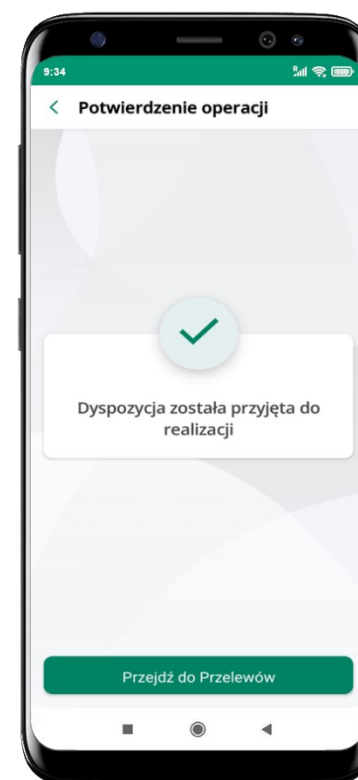 9:34
Potwierdzenie operacji
Dyspozycja została przyjęta do
realizacji
Przejdź do Przelewów